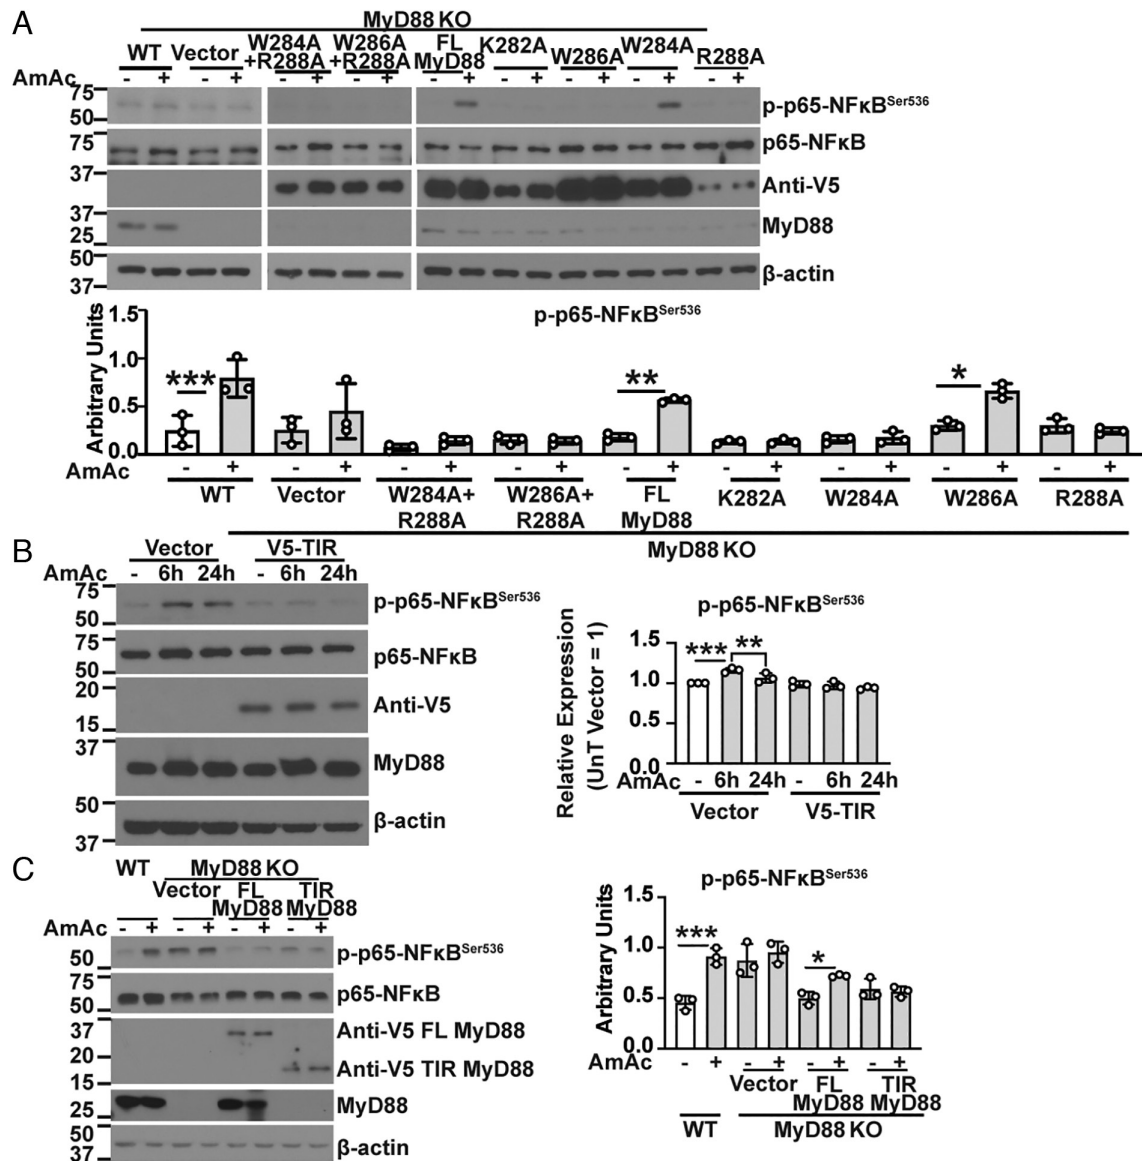 A
MyD88 KO
WT Vector W284A +R288A W286A +R288A FL MyD88 K282A W286A W284A R288A
AmAc - + - + - + - + - + - + - + - + - +
75
50
p-p65-NFκBSer536
75
p65-NFκB
37
Anti-V5
37
25
MyD88
50
37
β-actin
p-p65-NFκBSer536
Arbitrary Units
1.5
1.0
0.5
0.0
*** ** *
AmAc - + - + - + - + - + - + - + - + - +
WT Vector W284A+ R288A W286A+ R288A FL MyD88 K282A W284A W286A R288A
MyD88 KO
B
Vector V5-TIR
AmAc - 6h 24h - 6h 24h
75
50
p-p65-NFκBSer536
75
50
p65-NFκB
20
15
Anti-V5
37
MyD88
50
37
β-actin
p-p65-NFκBSer536
Relative Expression
(UnT Vector = 1)
1.5
1.0
0.5
0.0
*** **
AmAc - 6h 24h - 6h 24h
Vector V5-TIR
C
WT MyD88 KO
Vector FL MyD88 TIR MyD88
AmAc - + - + - + - +
50
p-p65-NFκBSer536
75
50
p65-NFκB
37
Anti-V5 FL MyD88
20
15
Anti-V5 TIR MyD88
25
MyD88
50
37
β-actin
p-p65-NFκBSer536
Arbitrary Units
1.5
1.0
0.5
0.0
*** *
AmAc - + - + - + - +
Vector FL MyD88 TIR MyD88
WT MyD88 KO